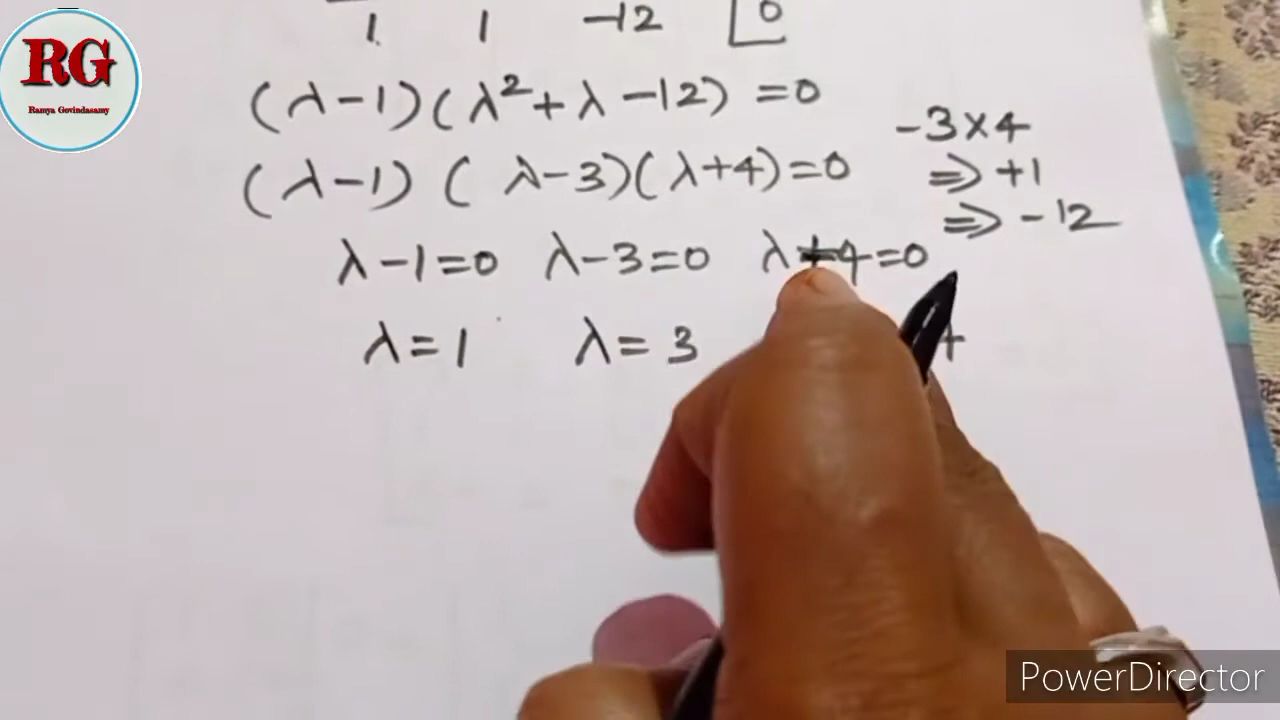 RG
Ramya Govindasamy
1 1 -12 0
(λ-1)(λ²+λ-12) =0
(λ-1) (λ-3)(λ+4)=0
-3×4
⇒ +1
⇒ -12
λ-1=0 λ-3=0 λ+4=0
λ=1 λ=3
PowerDirector